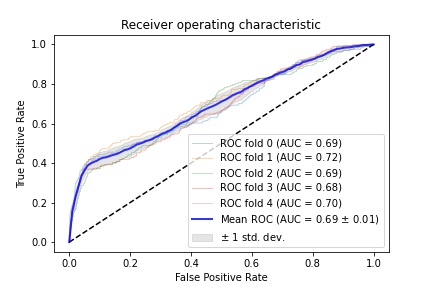 Receiver operating characteristic
True Positive Rate
1.0
0.8
0.6
0.4
0.2
0.0
ROC fold 0 (AUC = 0.69)
ROC fold 1 (AUC = 0.72)
ROC fold 2 (AUC = 0.69)
ROC fold 3 (AUC = 0.68)
ROC fold 4 (AUC = 0.70)
Mean ROC (AUC = 0.69 ± 0.01)
± 1 std. dev.
0.0 0.2 0.4 0.6 0.8 1.0
False Positive Rate